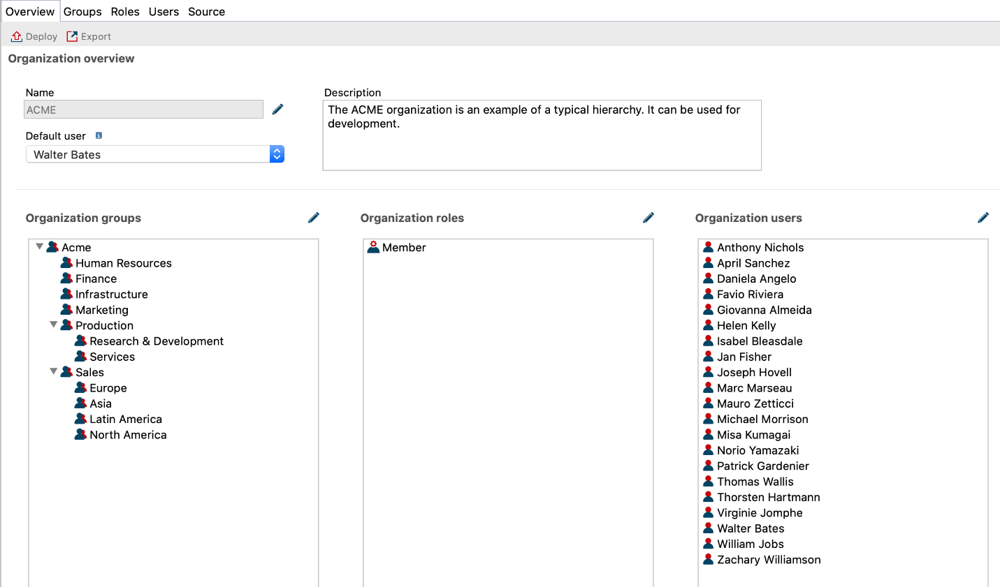 Overview Groups Roles Users Source
Deploy Export
Organization overview
Name
ACME
Default user
Walter Bates
Description
The ACME organization is an example of a typical hierarchy. It can be used for
development.
Organization groups
Acme
Human Resources
Finance
Infrastructure
Marketing
Production
Research & Development
Services
Sales
Europe
Asia
Latin America
North America
Organization roles
Member
Organization users
Anthony Nichols
April Sanchez
Daniela Angelo
Favio Riviera
Giovanna Almeida
Helen Kelly
Isabel Bleasdale
Jan Fisher
Joseph Hovell
Marc Marseau
Mauro Zetticci
Michael Morrison
Misa Kumagai
Norio Yamazaki
Patrick Gardenier
Thomas Wallis
Thorsten Hartmann
Virginie Jomphe
Walter Bates
William Jobs
Zachary Williamson